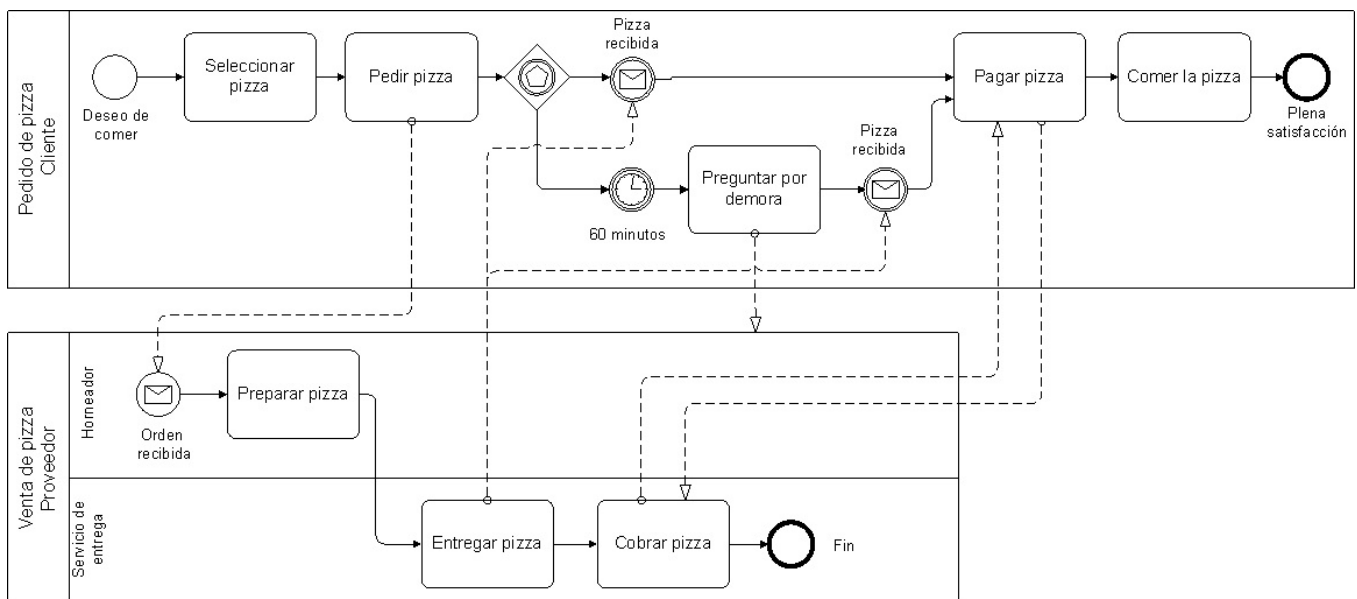 Pedido de pizza
Cliente
Deseo de
comer
Seleccionar
pizza
Pedir pizza
Pizza
recibida
60 minutos
Preguntar por
demora
Pizza
recibida
Pagar pizza
Comer la pizza
Plena
satisfacción
Venta de pizza
Proveedor
Horneador
Orden
recibida
Preparar pizza
Servicio de
entrega
Entregar pizza
Cobrar pizza
Fin